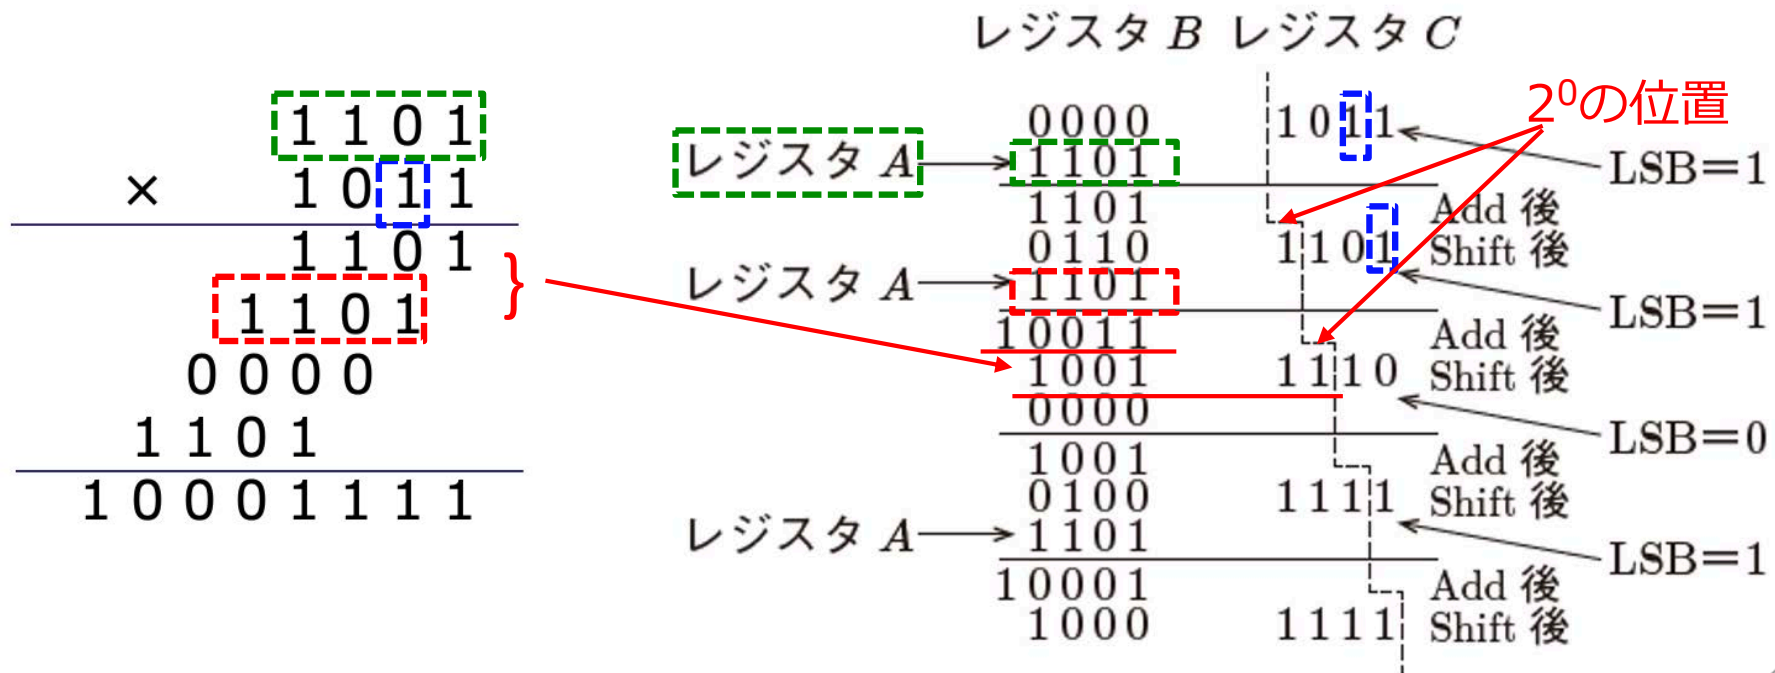 1 1 0 1
× 1 0 1 1
1 1 0 1
1 1 0 1
0 0 0 0
1 1 0 1
1 0 0 0 1 1 1 1
}
レジスタ B レジスタ C
2⁰の位置
0000 1011
LSB=1
レジスタ A 1101
1101 Add 後
0110 1101 Shift 後
レジスタ A 1101
LSB=1
10011 Add 後
1001 1110 Shift 後
0000
LSB=0
1001 Add 後
0100 1111 Shift 後
レジスタ A 1101
LSB=1
10001 Add 後
1000 1111 Shift 後